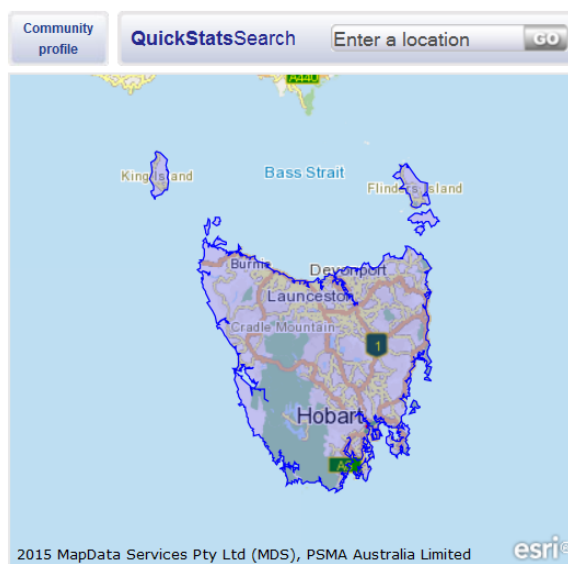 Community
profile
QuickStatsSearch
Enter a location
GO
A440
King Island
Bass Strait
Flinders Island
Burnie
Devonport
Launceston
Cradle Mountain
1
Hobart
2015 MapData Services Pty Ltd (MDS), PSMA Australia Limited
esri